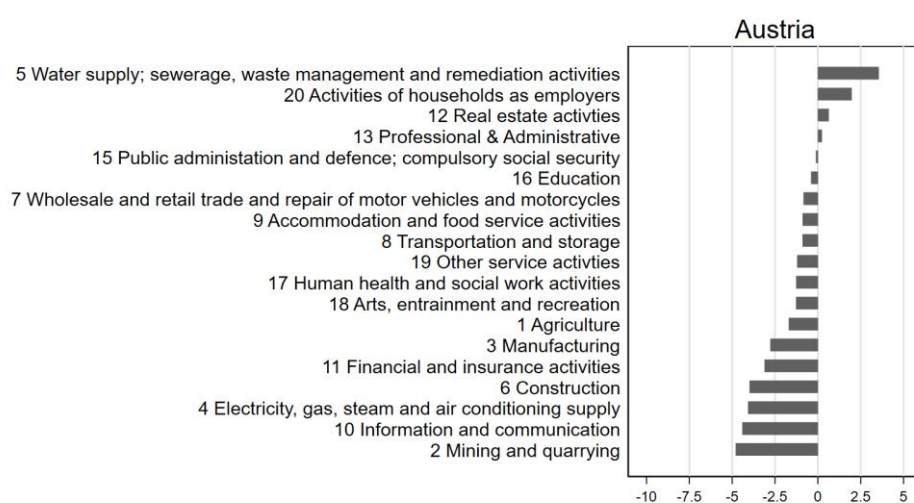 Austria
5 Water supply; sewerage, waste management and remediation activities
20 Activities of households as employers
12 Real estate activties
13 Professional & Administrative
15 Public administation and defence; compulsory social security
16 Education
7 Wholesale and retail trade and repair of motor vehicles and motorcycles
9 Accommodation and food service activities
8 Transportation and storage
19 Other service activties
17 Human health and social work activities
18 Arts, entrainment and recreation
1 Agriculture
3 Manufacturing
11 Financial and insurance activities
6 Construction
4 Electricity, gas, steam and air conditioning supply
10 Information and communication
2 Mining and quarrying
-10 -7.5 -5 -2.5 0 2.5 5